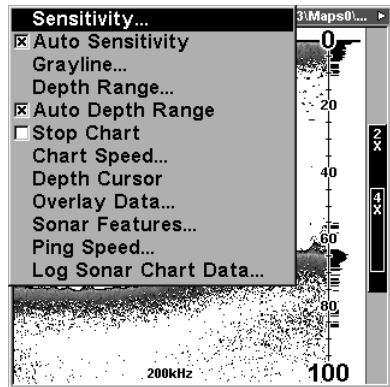 Sensitivity... 3\Maps0\...
Auto Sensitivity
Grayline...
Depth Range...
Auto Depth Range
Stop Chart
Chart Speed...
Depth Cursor
Overlay Data...
Sonar Features...
Ping Speed...
Log Sonar Chart Data...
0
20
40
60
80
100
2X
4X
200kHz